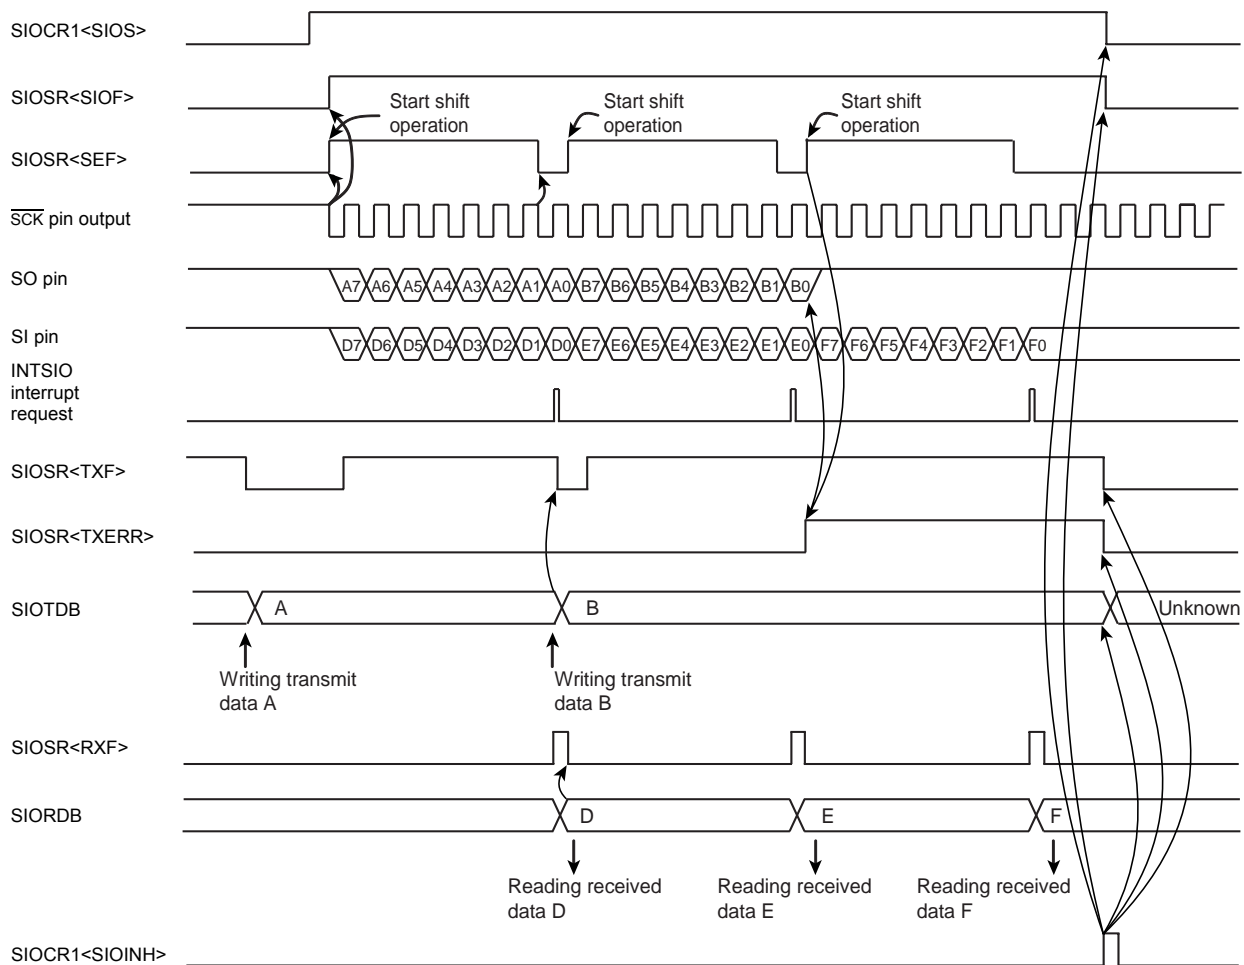 SIOCR1<SIOS>
SIOSR<SIOF>
Start shift
operation
Start shift
operation
Start shift
operation
SIOSR<SEF>
SCK pin output
SO pin
A7 A6 A5 A4 A3 A2 A1 A0 B7 B6 B5 B4 B3 B2 B1 B0
SI pin
D7 D6 D5 D4 D3 D2 D1 D0 E7 E6 E5 E4 E3 E2 E1 E0 F7 F6 F5 F4 F3 F2 F1 F0
INTSIO
interrupt
request
SIOSR<TXF>
SIOSR<TXERR>
SIOTDB
A B Unknown
Writing transmit
data A
Writing transmit
data B
SIOSR<RXF>
SIORDB
D E F
Reading received
data D
Reading received
data E
Reading received
data F
SIOCR1<SIOINH>